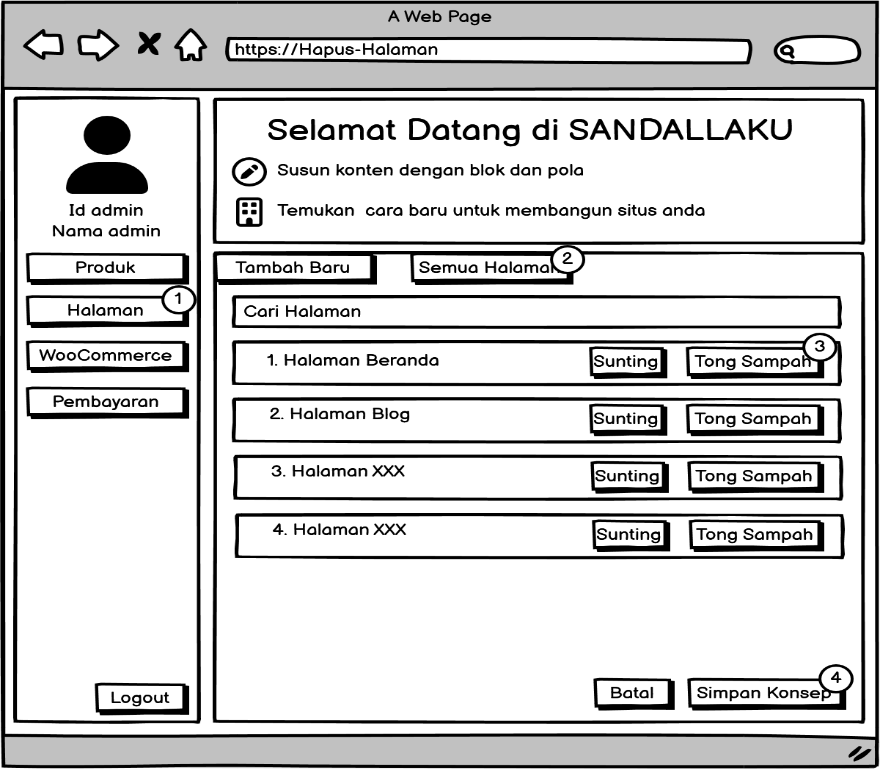 A Web Page
https://Hapus-Halaman
Id admin
Nama admin
Produk
Halaman 1
WooCommerce
Pembayaran
Logout
Selamat Datang di SANDALLAKU
Susun konten dengan blok dan pola
Temukan cara baru untuk membangun situs anda
Tambah Baru Semua Halaman 2
Cari Halaman
1. Halaman Beranda Sunting Tong Sampah 3
2. Halaman Blog Sunting Tong Sampah
3. Halaman XXX Sunting Tong Sampah
4. Halaman XXX Sunting Tong Sampah
Batal Simpan Konsep 4